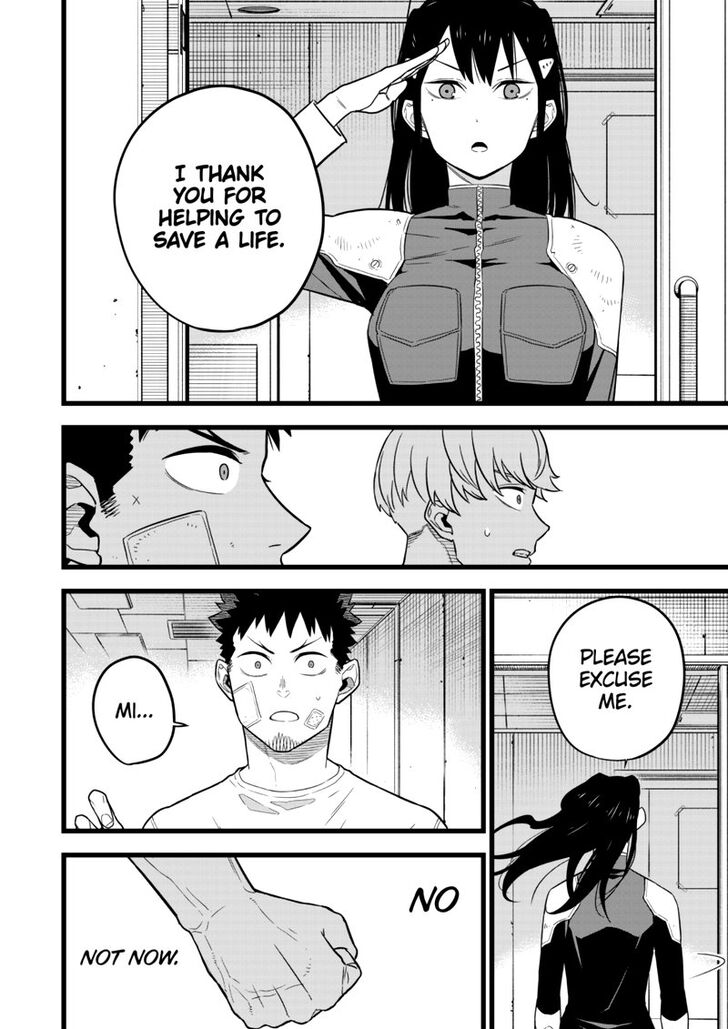 I THANK
YOU FOR
HELPING TO
SAVE A LIFE.
PLEASE
EXCUSE
ME.
MI...
NO
NOT NOW.